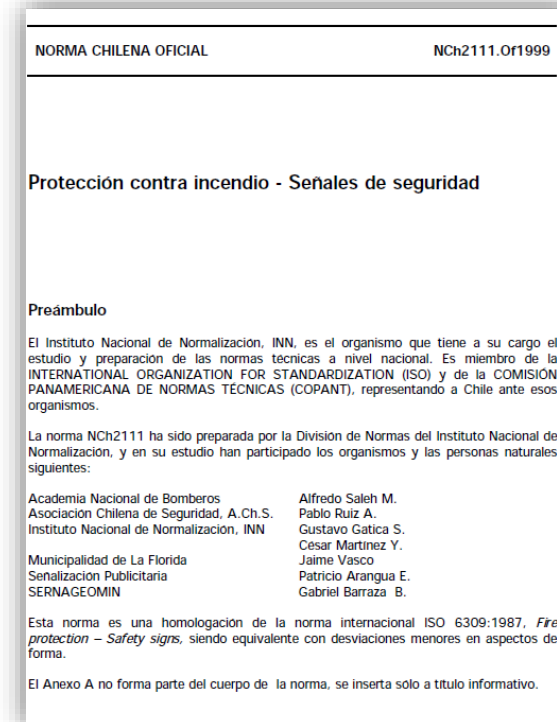 NORMA CHILENA OFICIAL NCh2111.Of1999
Protección contra incendio - Señales de seguridad
Preámbulo
El Instituto Nacional de Normalización, INN, es el organismo que tiene a su cargo el
estudio y preparación de las normas técnicas a nivel nacional. Es miembro de la
INTERNATIONAL ORGANIZATION FOR STANDARDIZATION (ISO) y de la COMISIÓN
PANAMERICANA DE NORMAS TÉCNICAS (COPANT), representando a Chile ante esos
organismos.
La norma NCh2111 ha sido preparada por la División de Normas del Instituto Nacional de
Normalización, y en su estudio han participado los organismos y las personas naturales
siguientes:
Academia Nacional de Bomberos Alfredo Saleh M.
Asociación Chilena de Seguridad, A.Ch.S. Pablo Ruiz A.
Instituto Nacional de Normalización, INN Gustavo Gatica S.
César Martínez Y.
Municipalidad de La Florida Jaime Vasco
Señalización Publicitaria Patricio Arangua E.
SERNAGEOMIN Gabriel Barraza B.
Esta norma es una homologación de la norma internacional ISO 6309:1987, Fire
protection – Safety signs, siendo equivalente con desviaciones menores en aspectos de
forma.
El Anexo A no forma parte del cuerpo de la norma, se inserta sólo a título informativo.